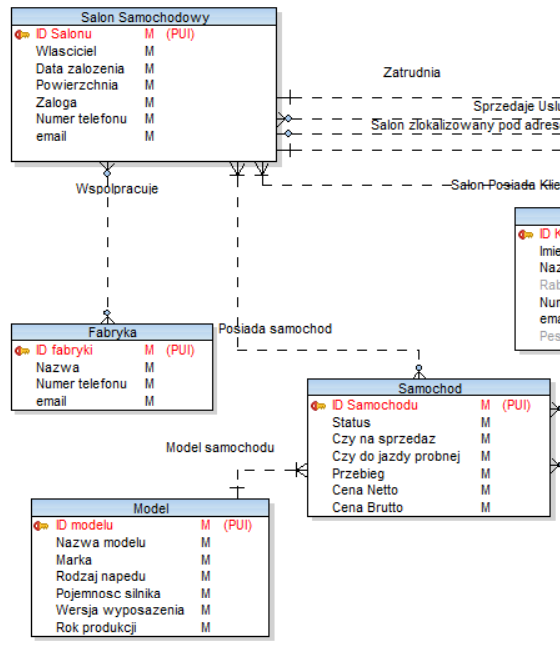 Salon Samochodowy
ID Salonu M (PUI)
Wlasciciel M
Data zalozenia M
Powierzchnia M
Zaloga M
Numer telefonu M
email M
Zatrudnia
Sprzedaje Uslu
Salon zlokalizowany pod adrese
Wspolpracuje
Salon Posiada Klie
ID K
Imie
Naz
Rab
Num
ema
Pes
Fabryka
ID fabryki M (PUI)
Nazwa M
Numer telefonu M
email M
Posiada samochod
Samochod
ID Samochodu M (PUI)
Status M
Czy na sprzedaz M
Czy do jazdy probnej M
Przebieg M
Cena Netto M
Cena Brutto M
Model samochodu
Model
ID modelu M (PUI)
Nazwa modelu M
Marka M
Rodzaj napedu M
Pojemnosc silnika M
Wersja wyposazenia M
Rok produkcji M